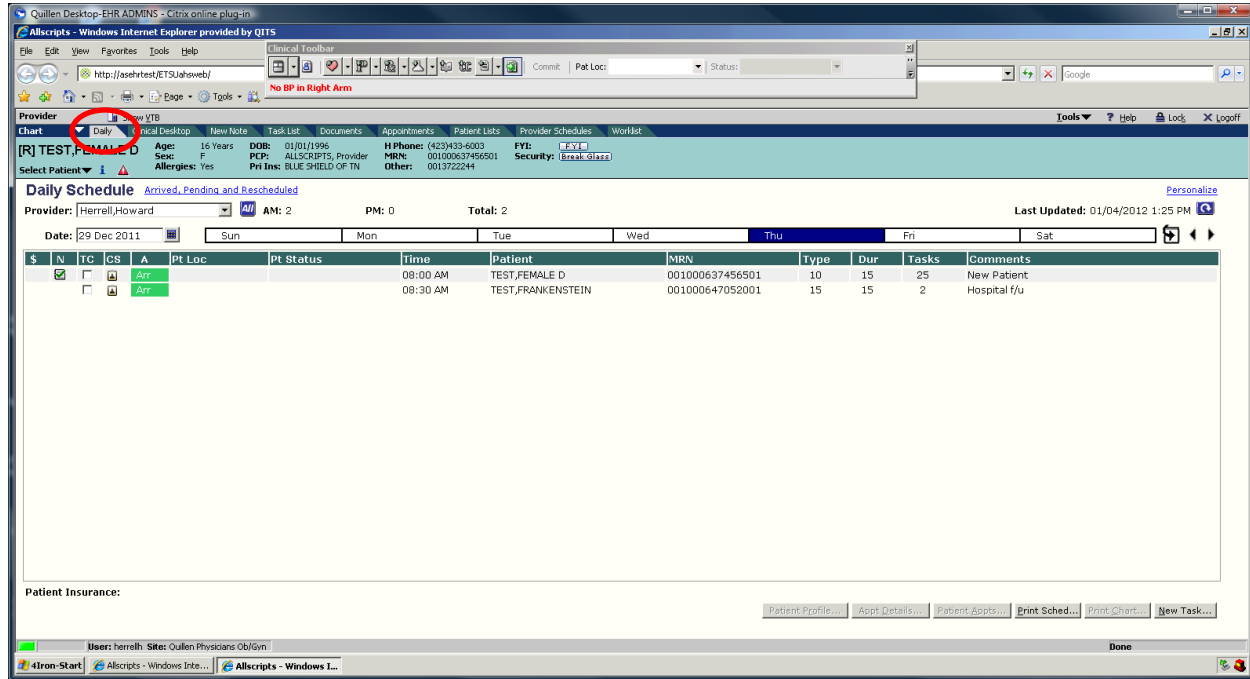 Quillen Desktop-EHR ADMINS - Citrix online plug-in
Allscripts - Windows Internet Explorer provided by QITS
File Edit View Favorites Tools Help
Clinical Toolbar
Commit Pat Loc: Status:
No BP in Right Arm
http://asehrtest/ETSUahsweb/
Google
Page Tools
Provider Show VTB Tools Help Lock Logoff
Chart Daily Clinical Desktop New Note Task List Documents Appointments Patient Lists Provider Schedules Worklist
[R] TEST,FEMALE D Age: 16 Years DOB: 01/01/1996 H Phone: (423)433-6003 FYI: FYI
Sex: F PCP: ALLSCRIPTS, Provider MRN: 001000637456501 Security: Break Glass
Select Patient Allergies: Yes Pri Ins: BLUE SHIELD OF TN Other: 0013722244
Daily Schedule Arrived, Pending and Rescheduled Personalize
Provider: Herrell,Howard All AM: 2 PM: 0 Total: 2 Last Updated: 01/04/2012 1:25 PM
Date: 29 Dec 2011 Sun Mon Tue Wed Thu Fri Sat
$ N TC CS A Pt Loc Pt Status Time Patient MRN Type Dur Tasks Comments
Arr 08:00 AM TEST,FEMALE D 001000637456501 10 15 25 New Patient
Arr 08:30 AM TEST,FRANKENSTEIN 001000647052001 15 15 2 Hospital f/u
Patient Insurance:
Patient Profile... Appt Details... Patient Appts... Print Sched... Print Chart... New Task...
User: herrelh Site: Quillen Physicians Ob/Gyn Done
4Iron-Start Allscripts - Windows Inte... Allscripts - Windows I...